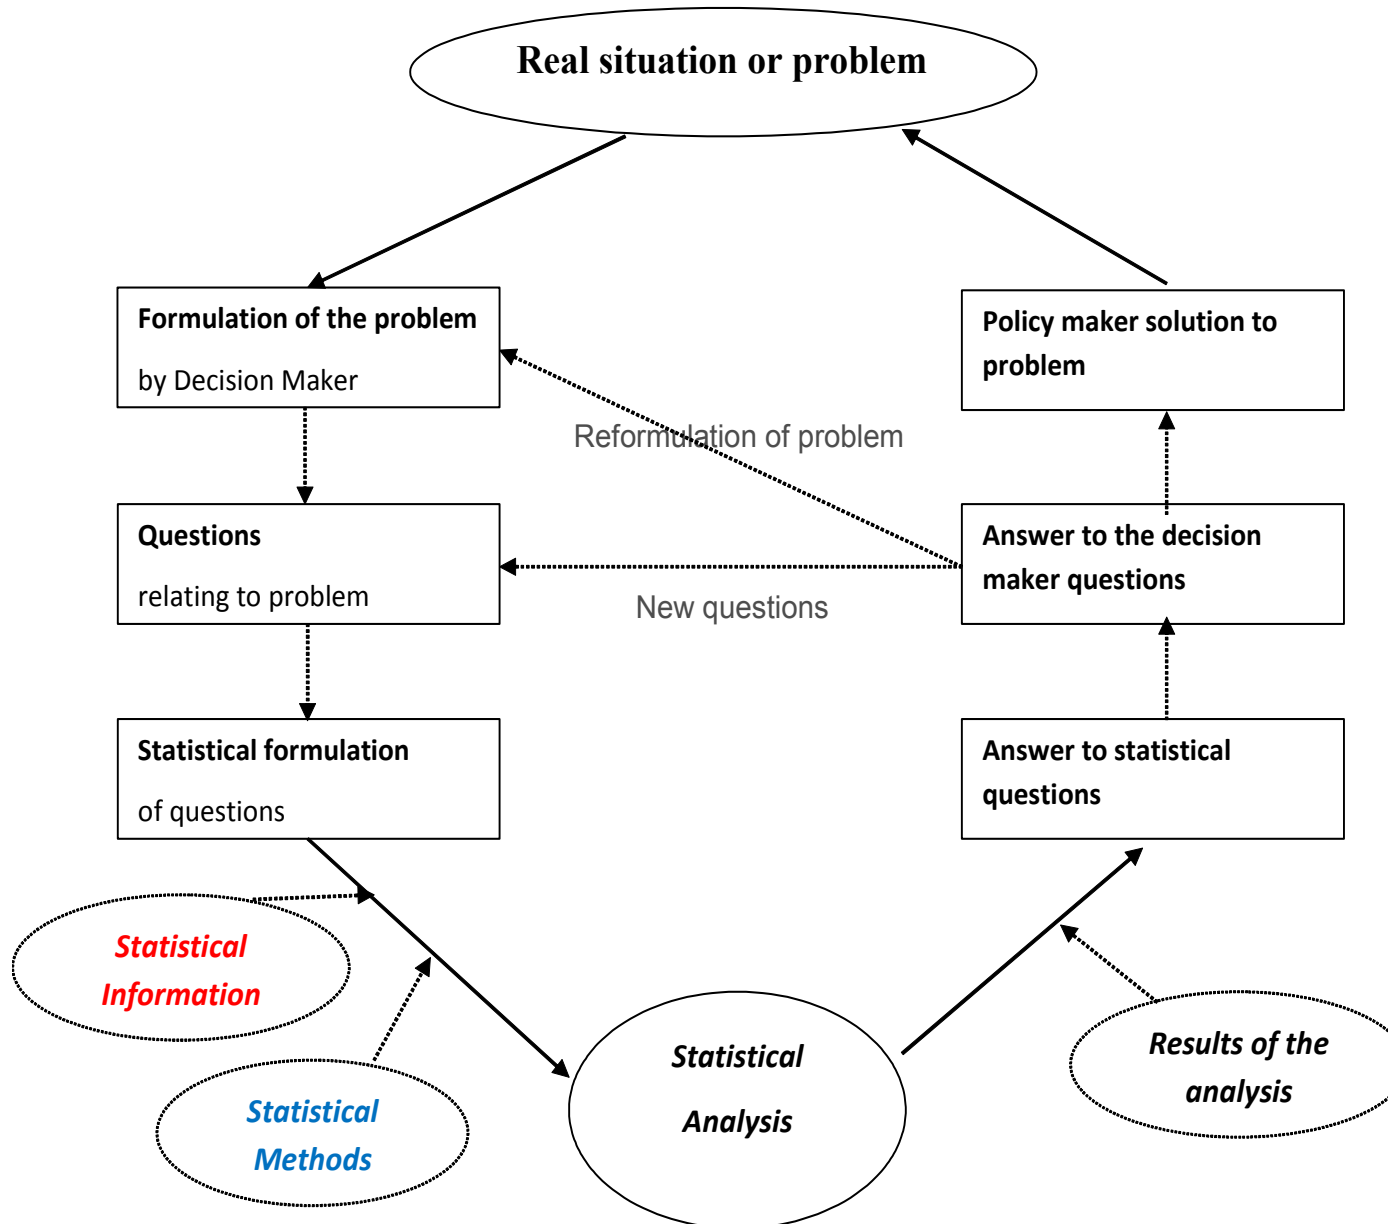 Real situation or problem
Formulation of the problem
by Decision Maker
Policy maker solution to
problem
Reformulation of problem
Questions
relating to problem
Answer to the decision
maker questions
New questions
Statistical formulation
of questions
Answer to statistical
questions
Statistical
Information
Statistical
Methods
Statistical
Analysis
Results of the
analysis